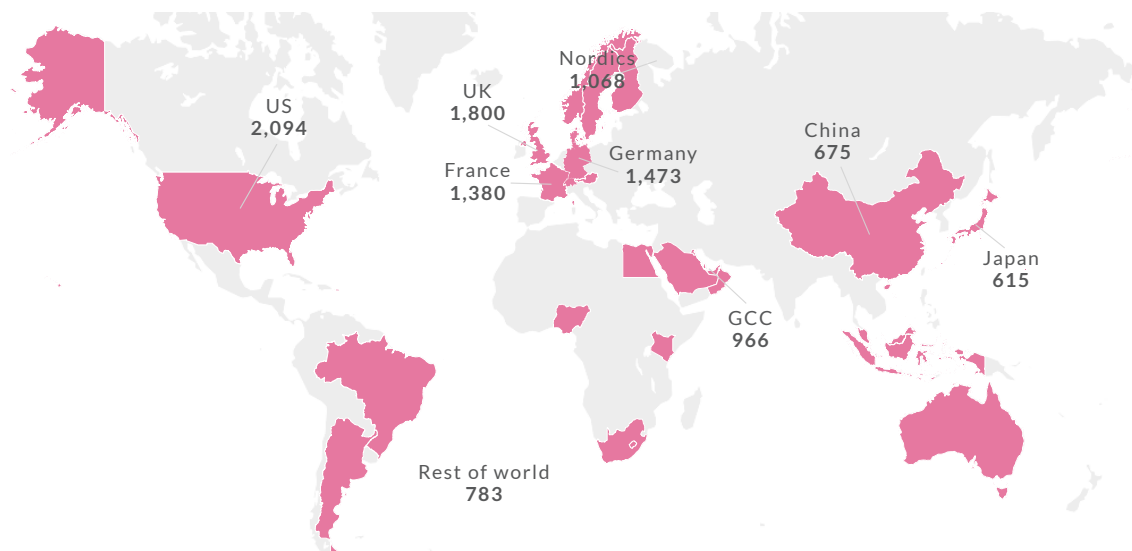 Nordics
1,068
UK
1,800
US
2,094
China
675
Germany
1,473
France
1,380
Japan
615
GCC
966
Rest of world
783